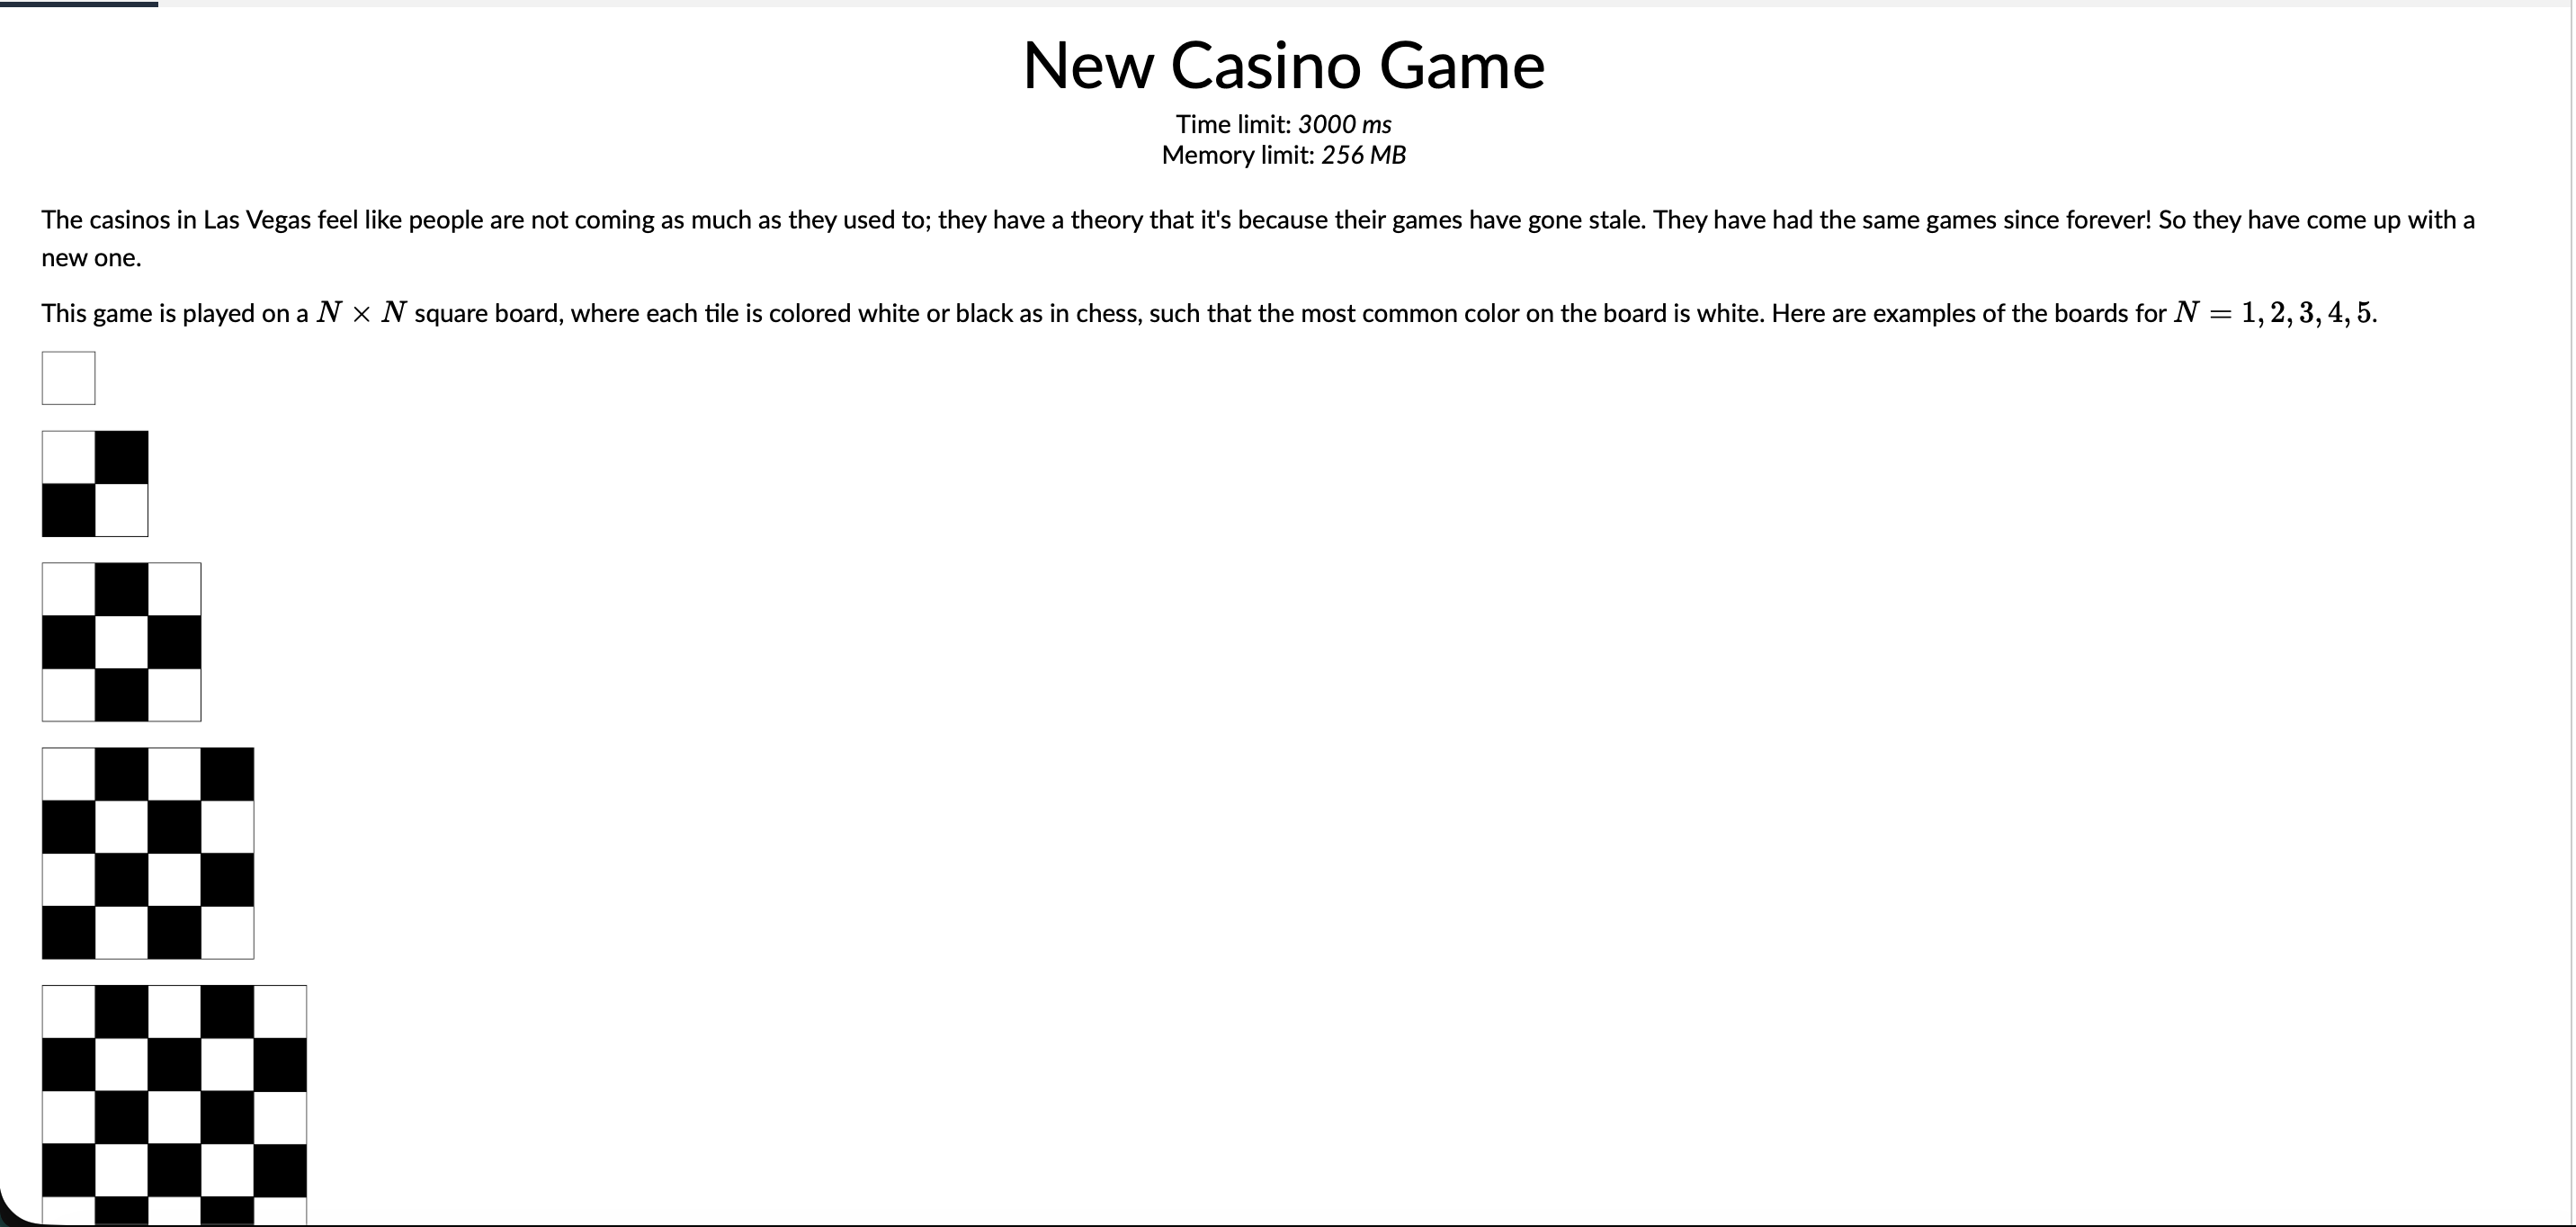 New Casino Game
Time limit: 3000 ms
Memory limit: 256 MB
The casinos in Las Vegas feel like people are not coming as much as they used to; they have a theory that it's because their games have gone stale. They have had the same games since forever! So they have come up with a
new one.
This game is played on a N × N square board, where each tile is colored white or black as in chess, such that the most common color on the board is white. Here are examples of the boards for N = 1, 2, 3, 4, 5.